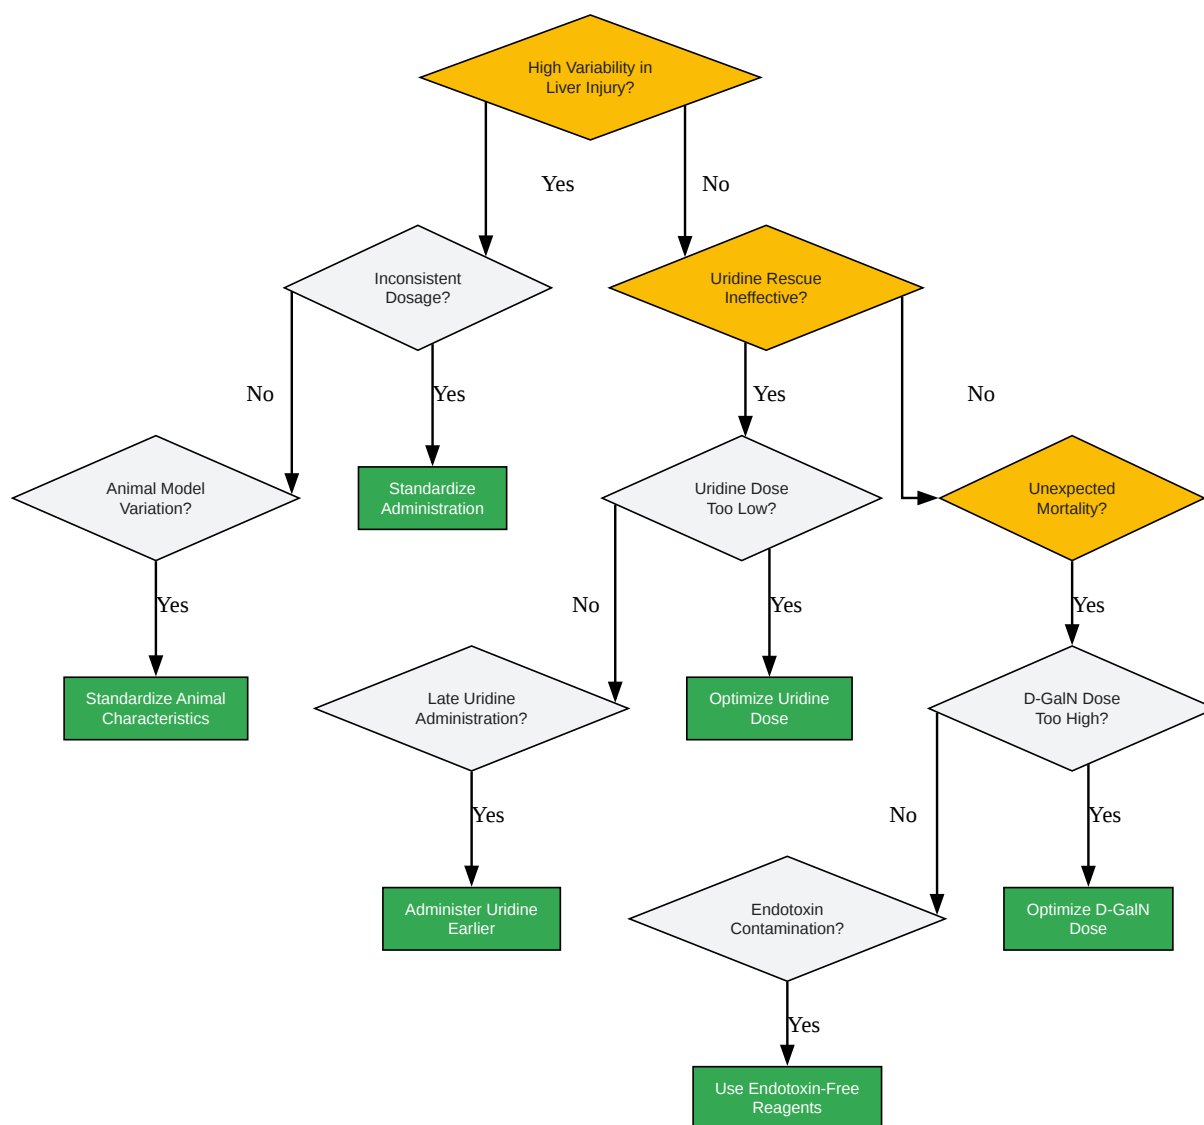 High Variability in
Liver Injury?
Yes
No
Inconsistent
Dosage?
Uridine Rescue
Ineffective?
No
Yes
Yes
No
Animal Model
Variation?
Standardize
Administration
Uridine Dose
Too Low?
Unexpected
Mortality?
Yes
No
Yes
Yes
Standardize Animal
Characteristics
Late Uridine
Administration?
Optimize Uridine
Dose
D-GalN Dose
Too High?
Yes
No
Yes
Administer Uridine
Earlier
Endotoxin
Contamination?
Optimize D-GalN
Dose
Yes
Use Endotoxin-Free
Reagents